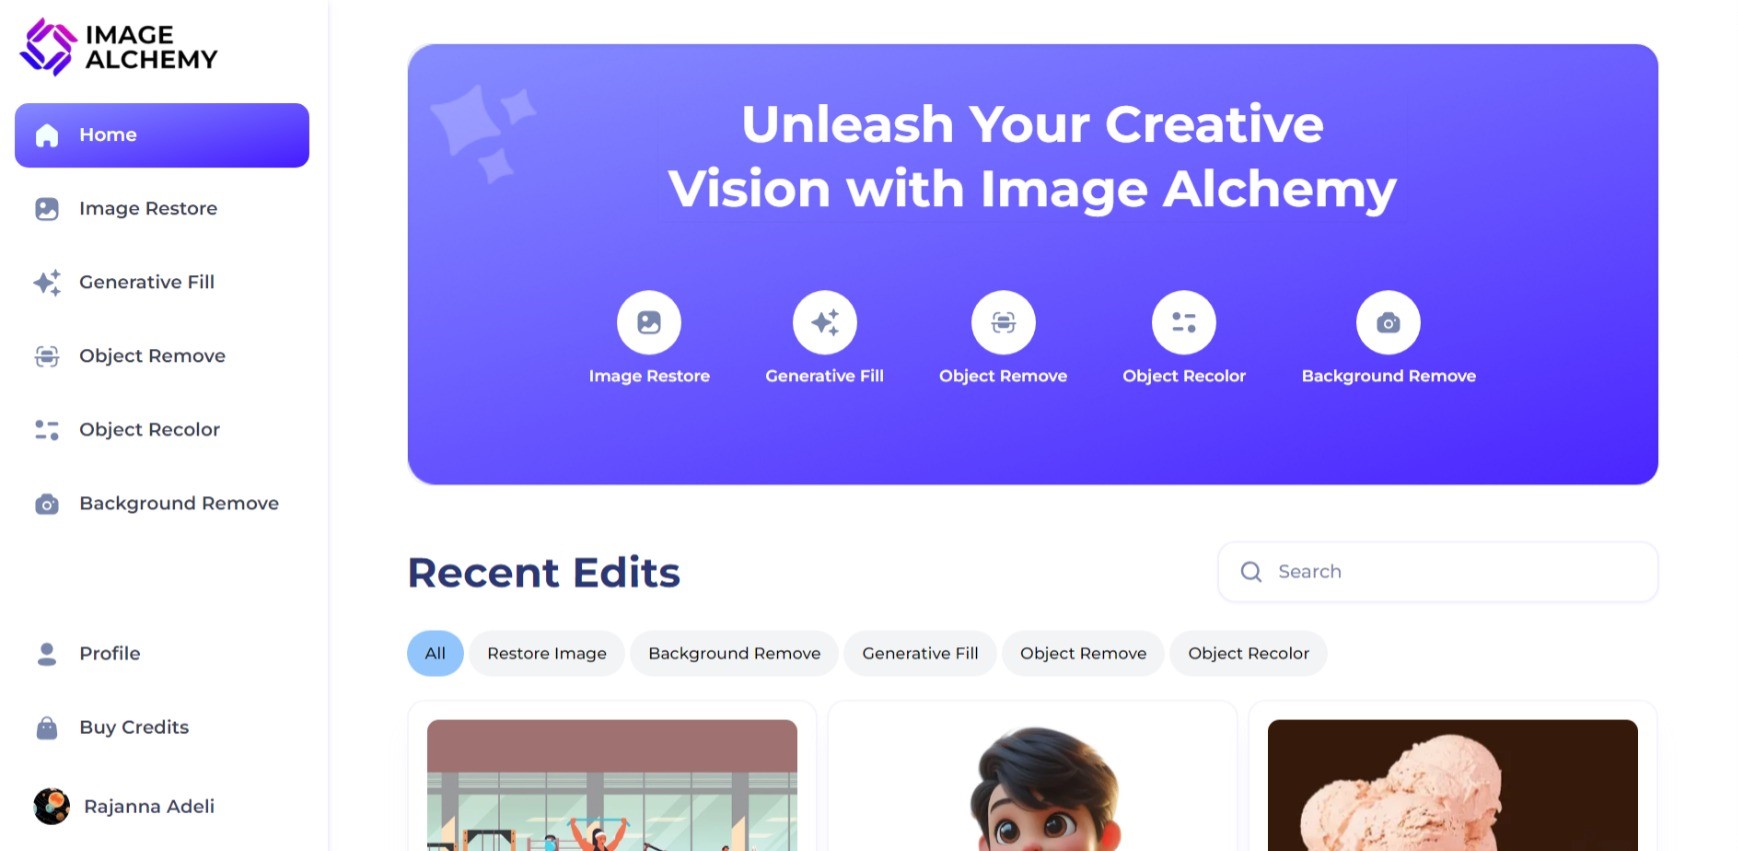 IMAGE
ALCHEMY
Home
Image Restore
Generative Fill
Object Remove
Object Recolor
Background Remove
Profile
Buy Credits
Rajanna Adeli
Unleash Your Creative
Vision with Image Alchemy
Image Restore
Generative Fill
Object Remove
Object Recolor
Background Remove
Recent Edits
Search
All
Restore Image
Background Remove
Generative Fill
Object Remove
Object Recolor